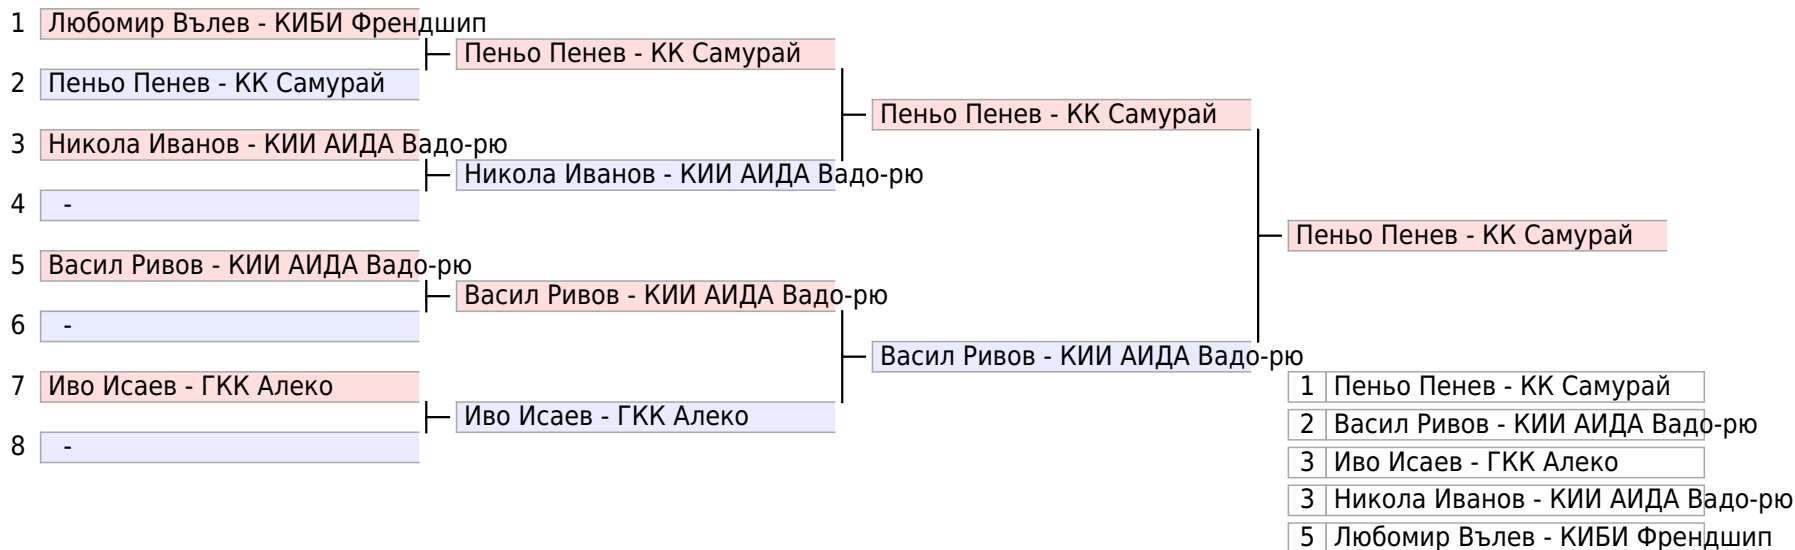 1 Любомир Вълев - КИБИ Френдшип
2 Пеньо Пенев - КК Самурай
3 Никола Иванов - КИИ АИДА Вадо-рю
4 -
5 Васил Ривов - КИИ АИДА Вадо-рю
6 -
7 Иво Исаев - ГКК Алеко
8 -
Пеньо Пенев - КК Самурай
Никола Иванов - КИИ АИДА Вадо-рю
Васил Ривов - КИИ АИДА Вадо-рю
Иво Исаев - ГКК Алеко
Пеньо Пенев - КК Самурай
Васил Ривов - КИИ АИДА Вадо-рю
Пеньо Пенев - КК Самурай
1 Пеньо Пенев - КК Самурай
2 Васил Ривов - КИИ АИДА Вадо-рю
3 Иво Исаев - ГКК Алеко
3 Никола Иванов - КИИ АИДА Вадо-рю
5 Любомир Вълев - КИБИ Френдшип